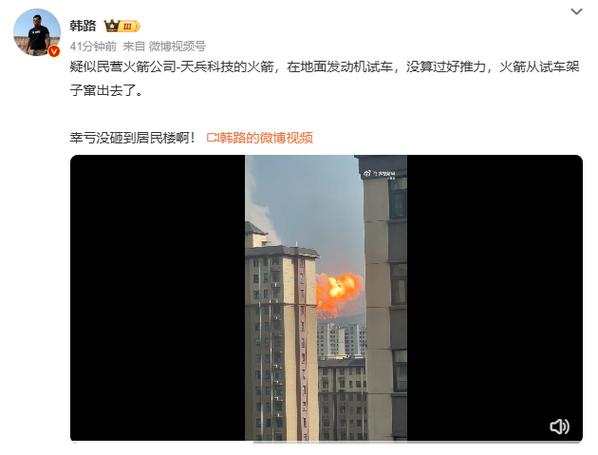 韩路
III
41分钟前 来自 微博视频号
疑似民营火箭公司-天兵科技的火箭，在地面发动机试车，没算过好推力，火箭从试车架
子窜出去了。
幸亏没砸到居民楼啊！ 韩路的微博视频